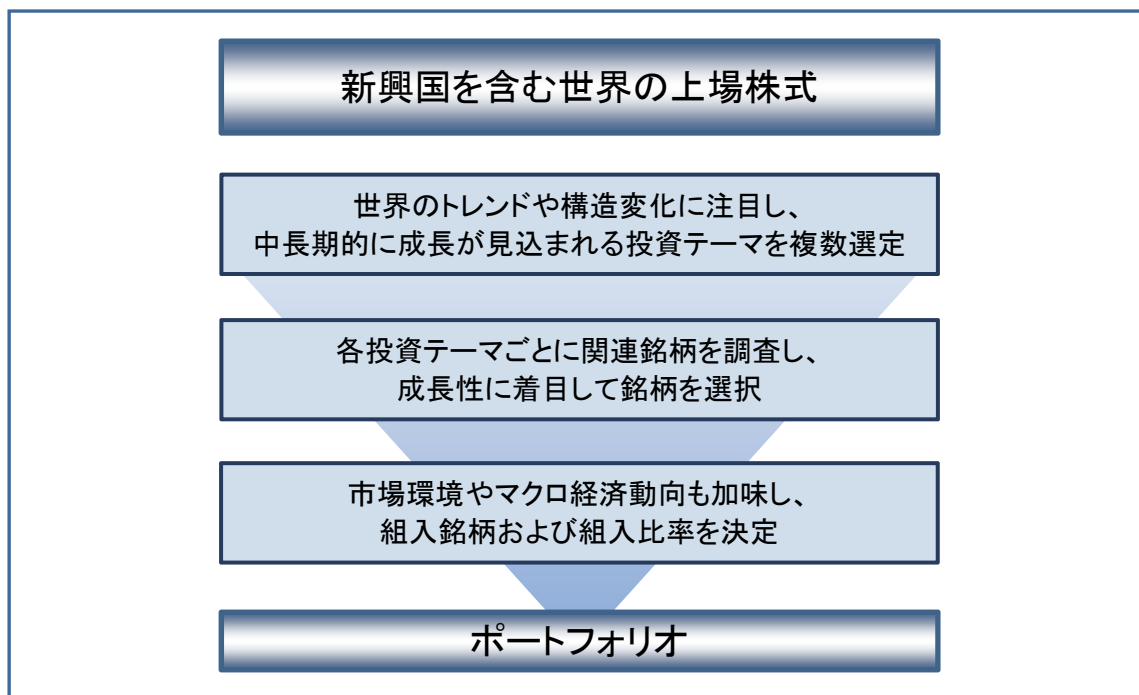 新興国を含む世界の上場株式
世界のトレンドや構造変化に注目し、
中長期的に成長が見込まれる投資テーマを複数選定
各投資テーマごとに関連銘柄を調査し、
成長性に着目して銘柄を選択
市場環境やマクロ経済動向も加味し、
組入銘柄および組入比率を決定
ポートフォリオ